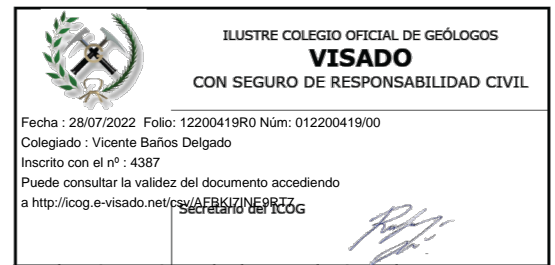 ILUSTRE COLEGIO OFICIAL DE GEÓLOGOS
VISADO
CON SEGURO DE RESPONSABILIDAD CIVIL
Fecha : 28/07/2022 Folio: 12200419R0 Núm: 012200419/00
Colegiado : Vicente Baños Delgado
Inscrito con el nº : 4387
Puede consultar la validez del documento accediendo
a http://icog.e-visado.net/csv/AFBKI7INE9RT7
Secretario del ICOG